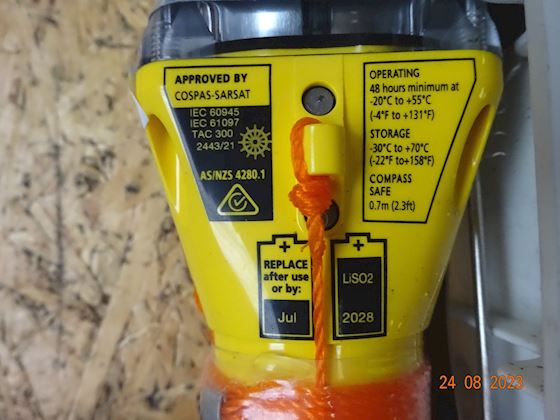 APPROVED BY
COSPAS-SARSAT
IEC 60945
IEC 61097
TAC 300
2443/21
AS/NZS 4280.1
OPERATING
48 hours minimum at
-20°C to +55°C
(-4°F to +131°F)
STORAGE
-30°C to +70°C
(-22°F to+158°F)
COMPASS
SAFE
0.7m (2.3ft)
+
REPLACE
after use
or by:
Jul
+
LiSO2
2028
24 08 2023